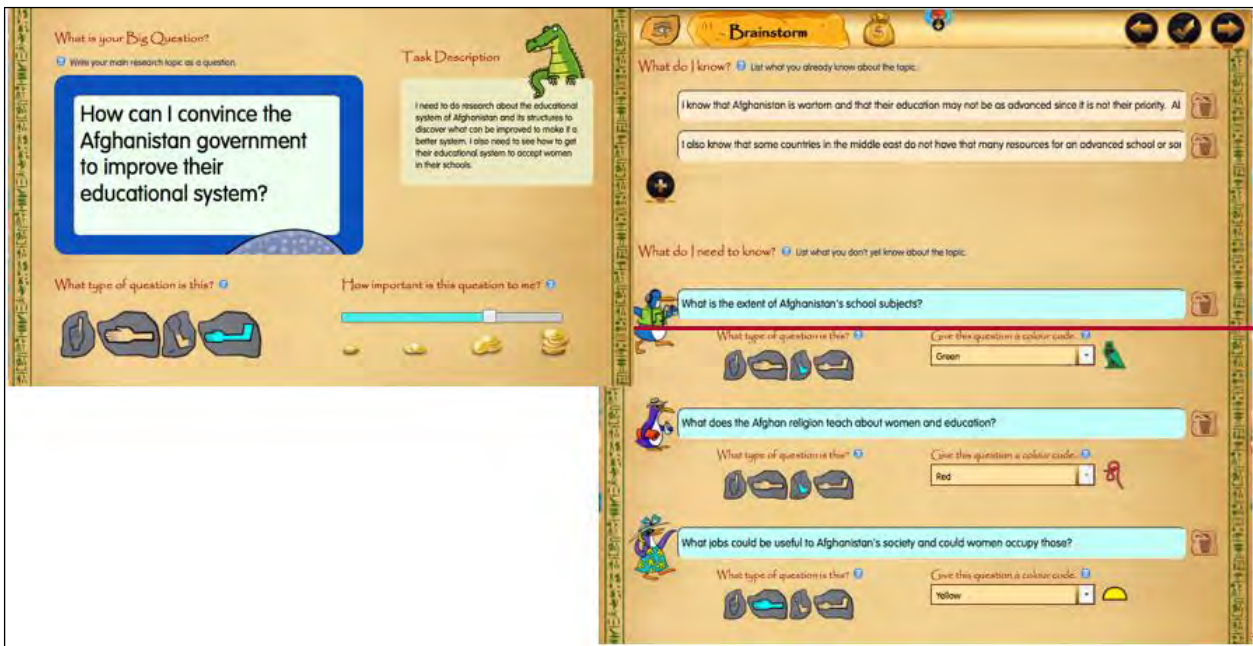 What is your Big Question?
Write your main research topic as a question.
How can I convince the
Afghanistan government
to improve their
educational system?
Task Description
I need to do research about the educational
system of Afghanistan and its structures to
discover what can be improved to make it a
better system. I also need to see how to get
their educational system to accept women
in their schools.
What type of question is this?
How important is this question to me?
Brainstorm
5
What do I know? List what you already know about the topic.
I know that Afghanistan is wartorn and that their education may not be as advanced since it is not their priority. Al
I also know that some countries in the middle east do not have that many resources for an advanced school or sor
What do I need to know? List what you don't yet know about the topic.
What is the extent of Afghanistan's school subjects?
What type of question is this?
Give this question a colour code.
Green
What does the Afghan religion teach about women and education?
What type of question is this?
Give this question a colour code.
Red
What jobs could be useful to Afghanistan's society and could women occupy those?
What type of question is this?
Give this question a colour code.
Yellow